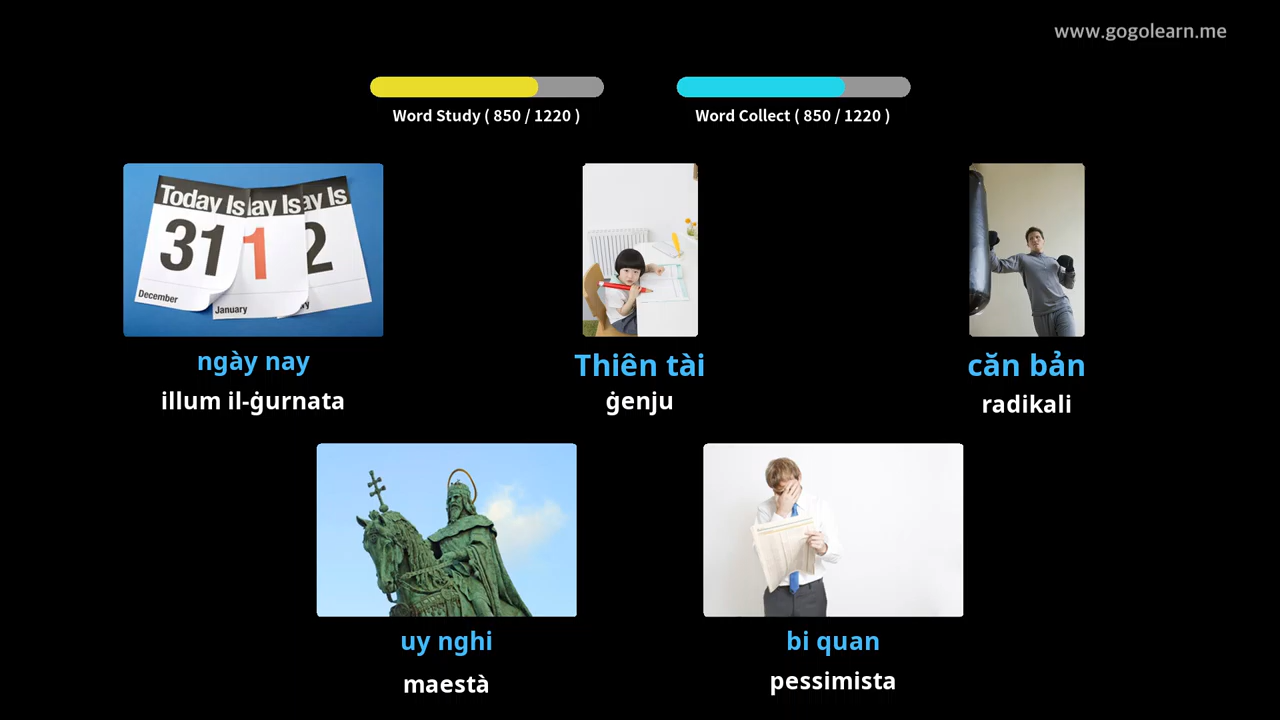 www.gogolearn.me
Word Study ( 850 / 1220 )
Word Collect ( 850 / 1220 )
Today Is
lay Is
ay Is
31
1
2
December
January
ngày nay
illum il-ġurnata
Thiên tài
ġenju
căn bản
radikali
uy nghi
maestà
bi quan
pessimista